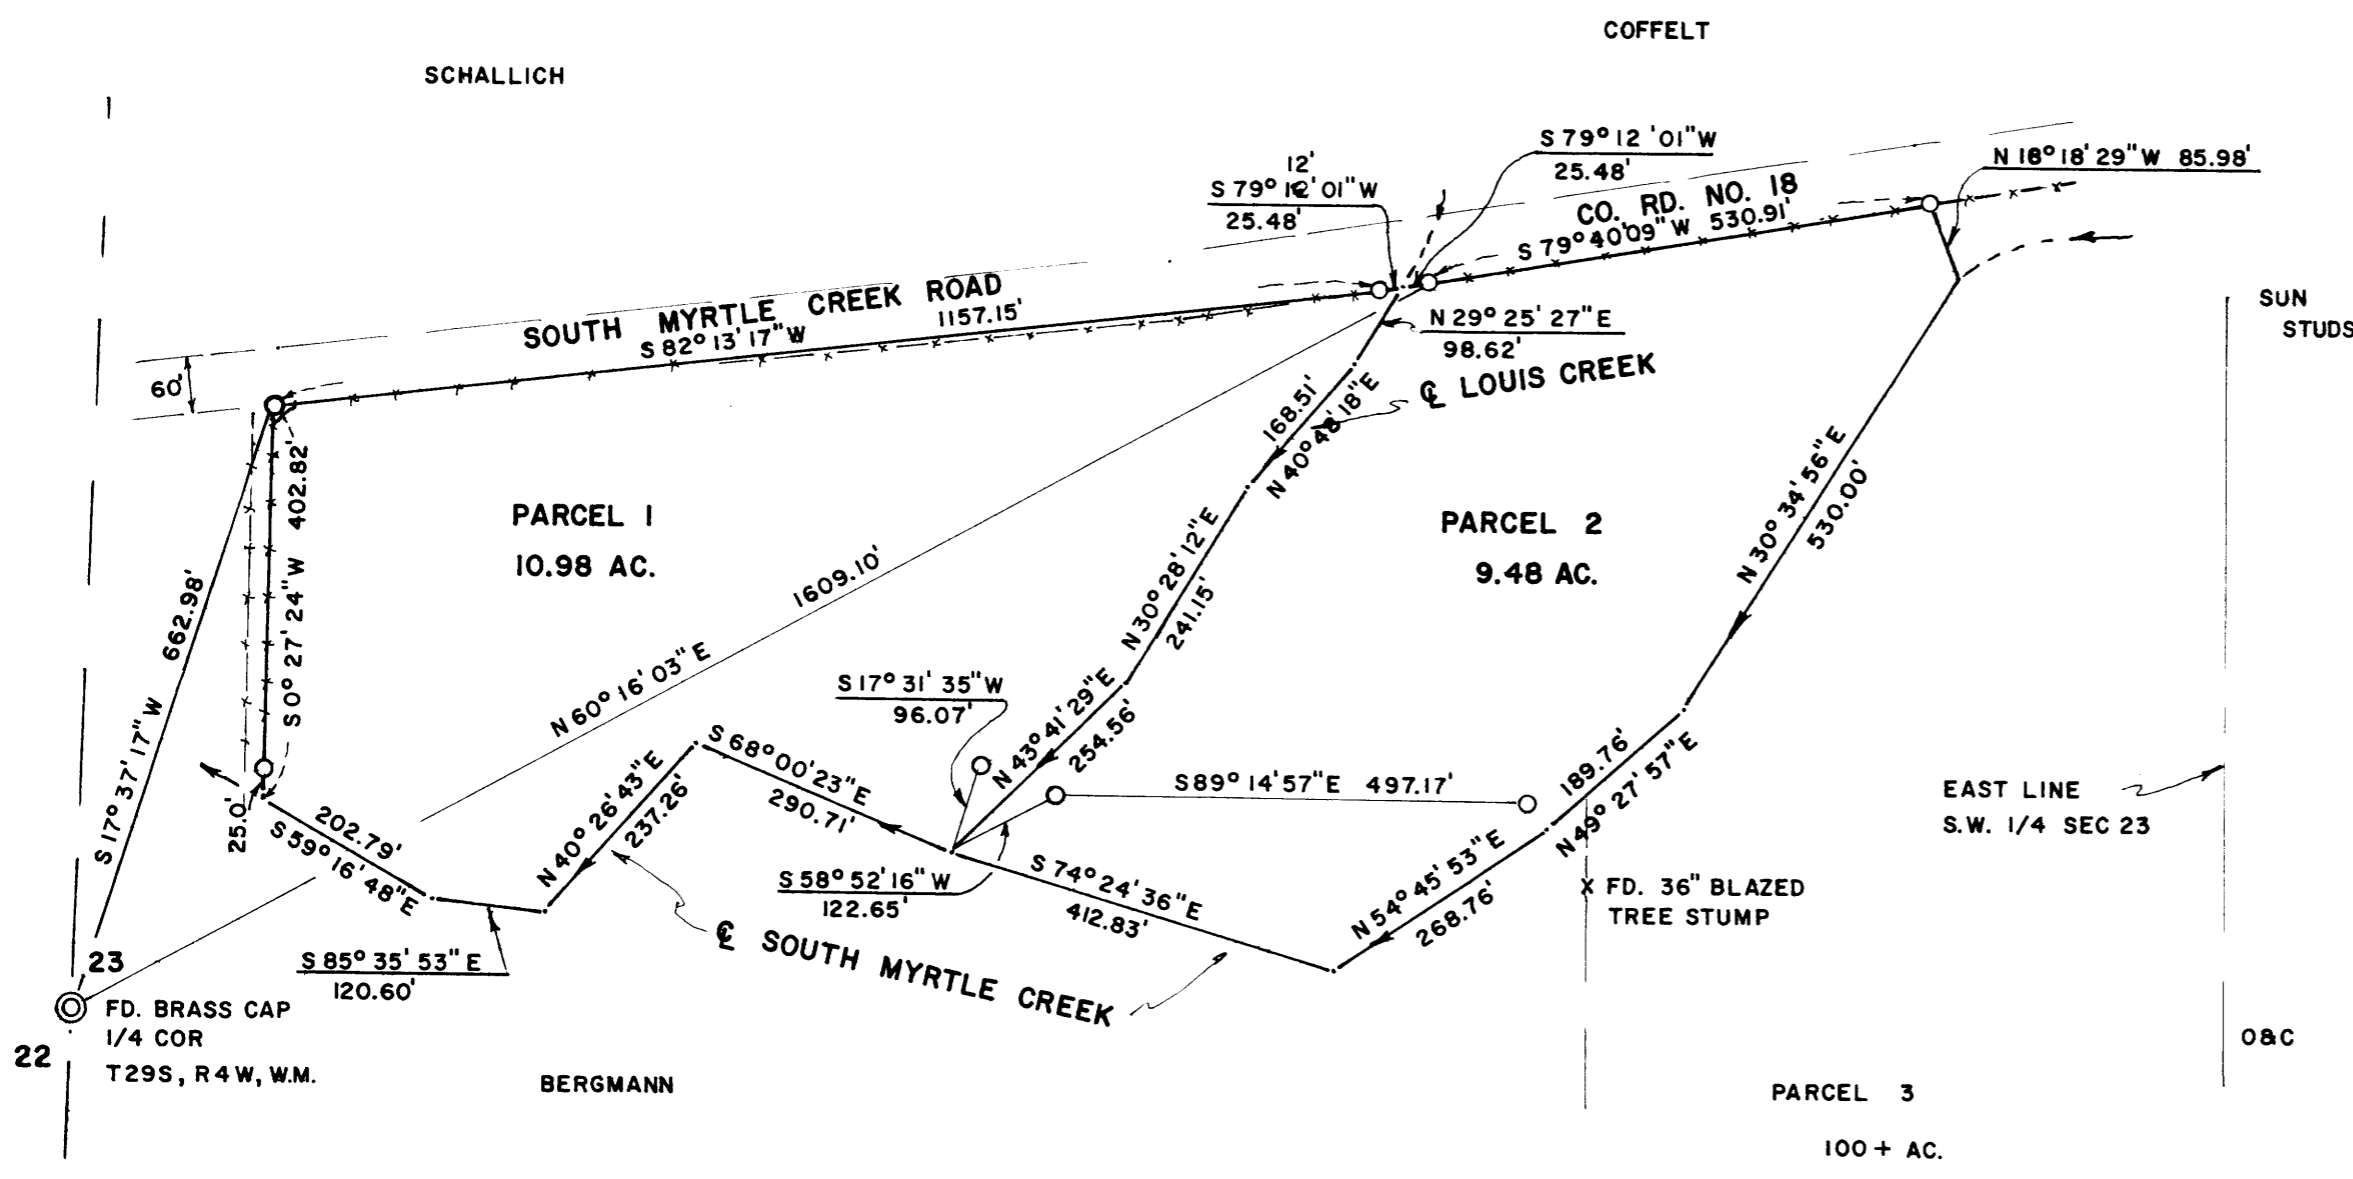 COFFELT
SCHALLICH
S 79° 12' 01" W
25.48'
12'
S 79° 12' 01" W
25.48'
N 18° 18' 29" W 85.98'
CO. RD. NO. 18
S 79° 40' 09" W 530.91'
SUN
STUDS
SOUTH MYRTLE CREEK ROAD
S 82° 13' 17" W 1157.15'
N 29° 25' 27" E
98.62'
℄ LOUIS CREEK
60'
168.51'
N 40° 48' 18" E
402.82'
S 0° 27' 24" W
N 30° 34' 56" E
530.00'
PARCEL 1
10.98 AC.
PARCEL 2
9.48 AC.
N 30° 28' 12" E
241.15'
662.98'
S 17° 37' 17" W
1609.10'
N 60° 16' 03" E
S 17° 31' 35" W
96.07'
N 43° 41' 29" E
254.56'
S 68° 00' 23" E
290.71'
N 40° 26' 43" E
237.26'
S 89° 14' 57" E 497.17'
189.76'
N 49° 27' 57" E
EAST LINE
S.W. 1/4 SEC 23
25.0'
202.79'
S 59° 16' 48" E
S 58° 52' 16" W
122.65'
S 74° 24' 36" E
412.83'
N 54° 45' 53" E
268.76'
X FD. 36" BLAZED
TREE STUMP
℄ SOUTH MYRTLE CREEK
S 85° 35' 53" E
120.60'
23
22
FD. BRASS CAP
1/4 COR
T29S, R4W, W.M.
O&C
BERGMANN
PARCEL 3
100 + AC.